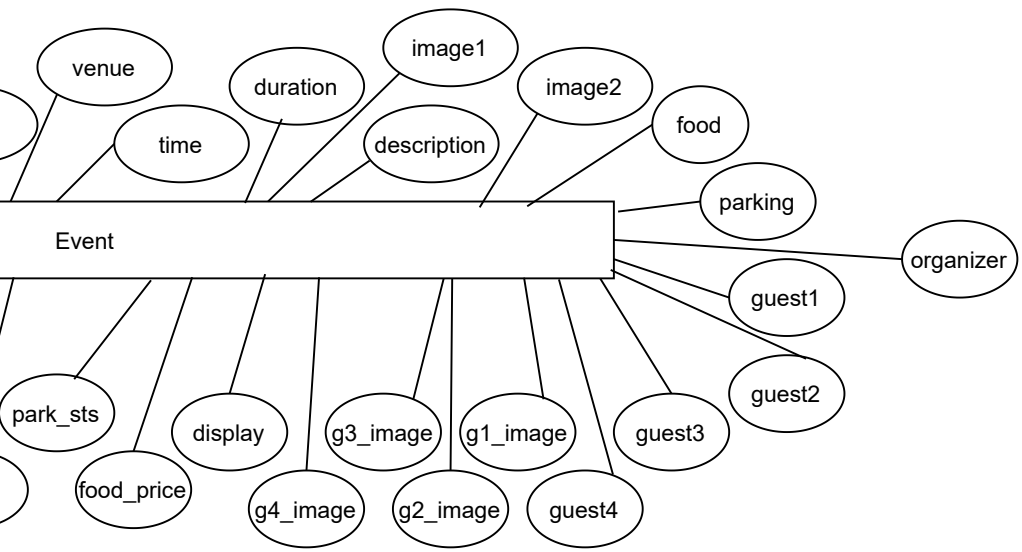 image1
venue
duration
image2
food
time
description
parking
Event
organizer
guest1
guest2
park_sts
display
g3_image
g1_image
guest3
food_price
g4_image
g2_image
guest4